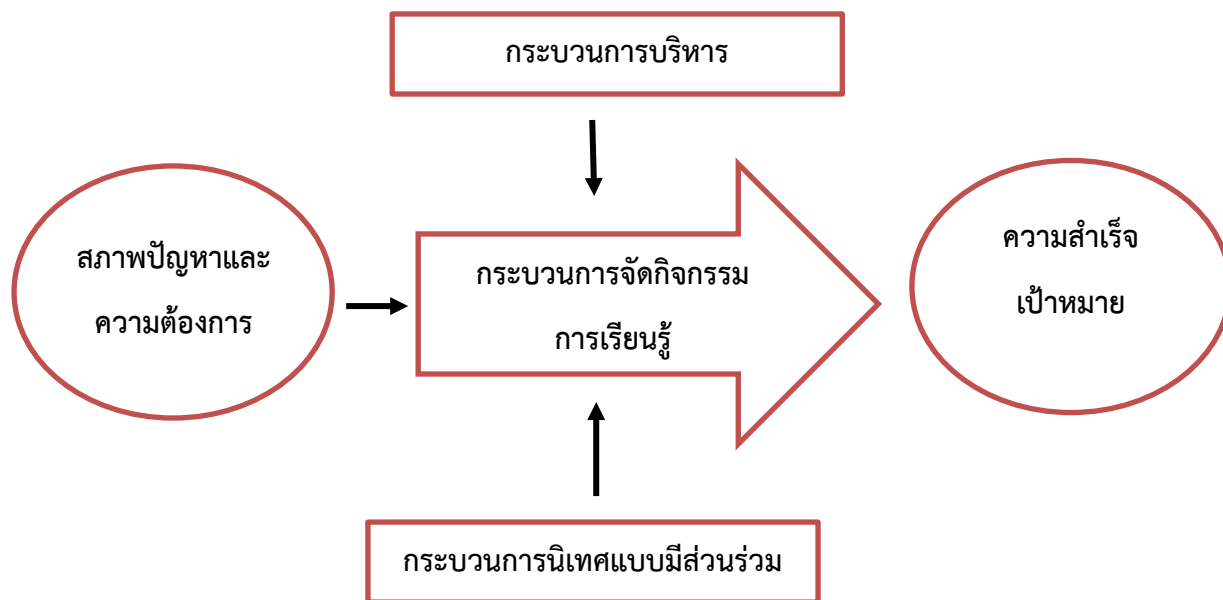 กระบวนการบริหาร
สภาพปัญหาและ
ความต้องการ
กระบวนการจัดกิจกรรม
การเรียนรู้
ความสำเร็จ
เป้าหมาย
กระบวนการนิเทศแบบมีส่วนร่วม